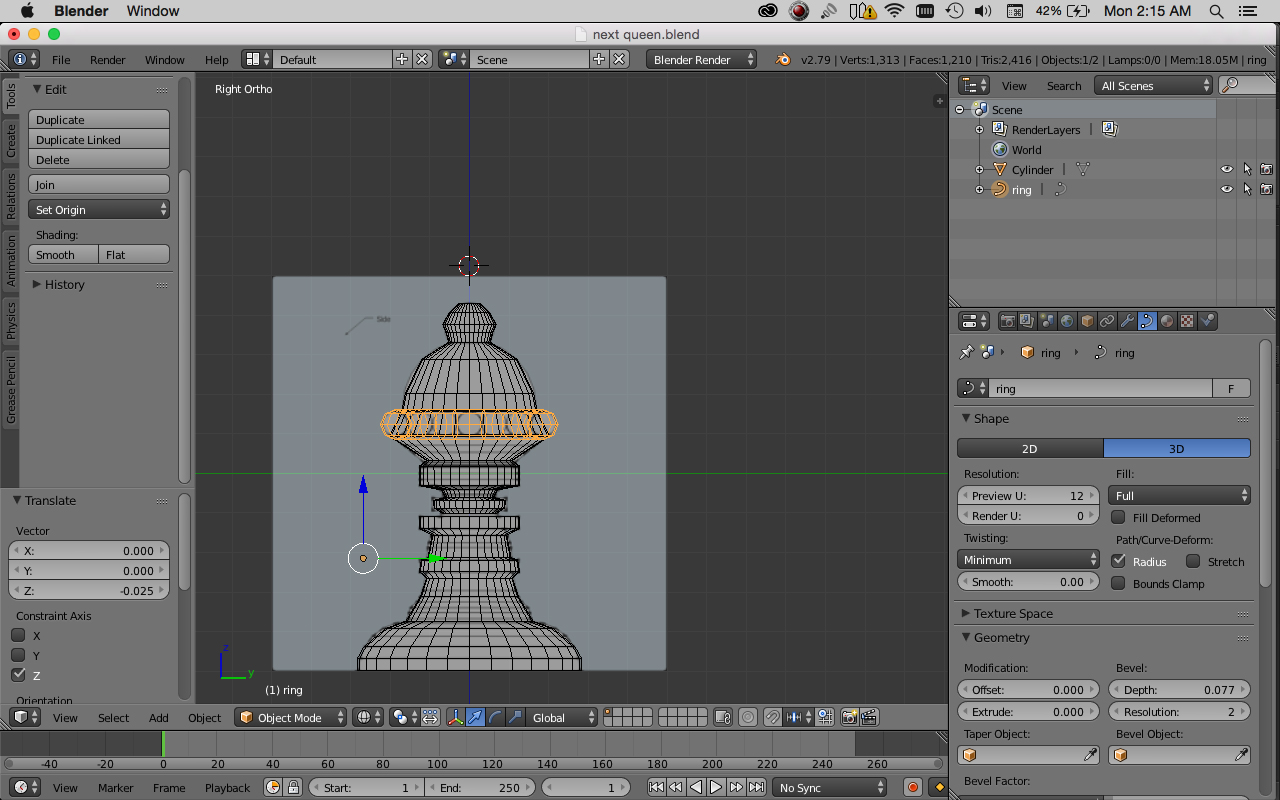 Blender Window 42% Mon 2:15 AM
next queen.blend
File Render Window Help Default Scene Blender Render v2.79 | Verts:1,313 | Faces:1,210 | Tris:2,416 | Objects:1/2 | Lamps:0/0 | Mem:18.05M | ring
Tools
Create
Relations
Animation
Physics
Grease Pencil
Edit
Duplicate
Duplicate Linked
Delete
Join
Set Origin
Shading:
Smooth Flat
History
Translate
Vector
X: 0.000
Y: 0.000
Z: -0.025
Constraint Axis
X
Y
Z
Orientation
Right Ortho
Side
z
y
(1) ring
View Select Add Object Object Mode Global
-40 -20 0 20 40 60 80 100 120 140 160 180 200 220 240 260
View Marker Frame Playback Start: 1 End: 250 1 No Sync
View Search All Scenes
Scene
RenderLayers
World
Cylinder
ring
ring ring
ring F
Shape
2D 3D
Resolution: Fill:
Preview U: 12 Full
Render U: 0 Fill Deformed
Twisting: Path/Curve-Deform:
Minimum Radius Stretch
Smooth: 0.00 Bounds Clamp
Texture Space
Geometry
Modification: Bevel:
Offset: 0.000 Depth: 0.077
Extrude: 0.000 Resolution: 2
Taper Object: Bevel Object:
Bevel Factor: